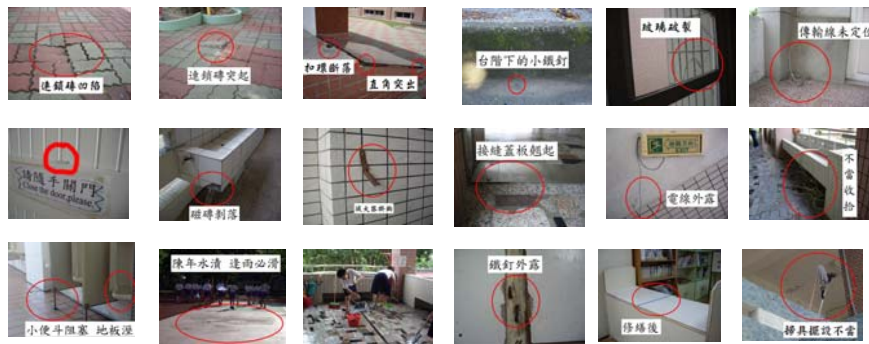 連鎖磚凹陷
連鎖磚突起
扣環斷落
直角突出
台階下的小鐵釘
玻璃破裂
傳輸線未定位
請隨手關門
Close the door,please.
磁磚剝落
接縫蓋板翹起
電線外露
不當收拾
小便斗阻塞 地板溼
陳年水漬 逢雨必滑
鐵釘外露
修繕後
掃具擺設不當